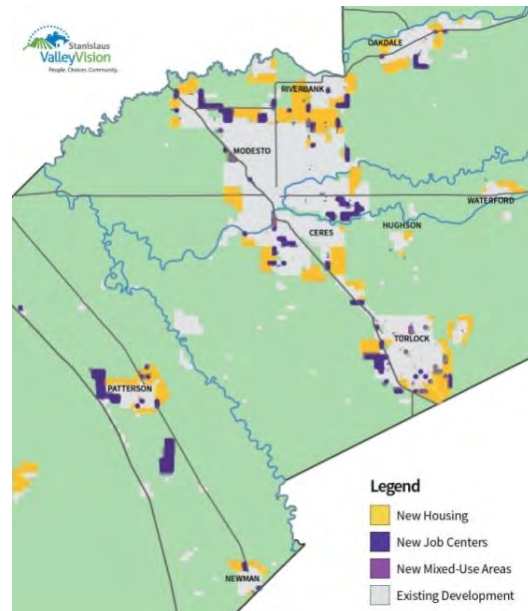 Stanislaus
ValleyVision
People. Choices. Community.
OAKDALE
RIVERBANK
MODESTO
WATERFORD
HUGHSON
CERES
TURLOCK
PATTERSON
NEWMAN
Legend
New Housing
New Job Centers
New Mixed-Use Areas
Existing Development